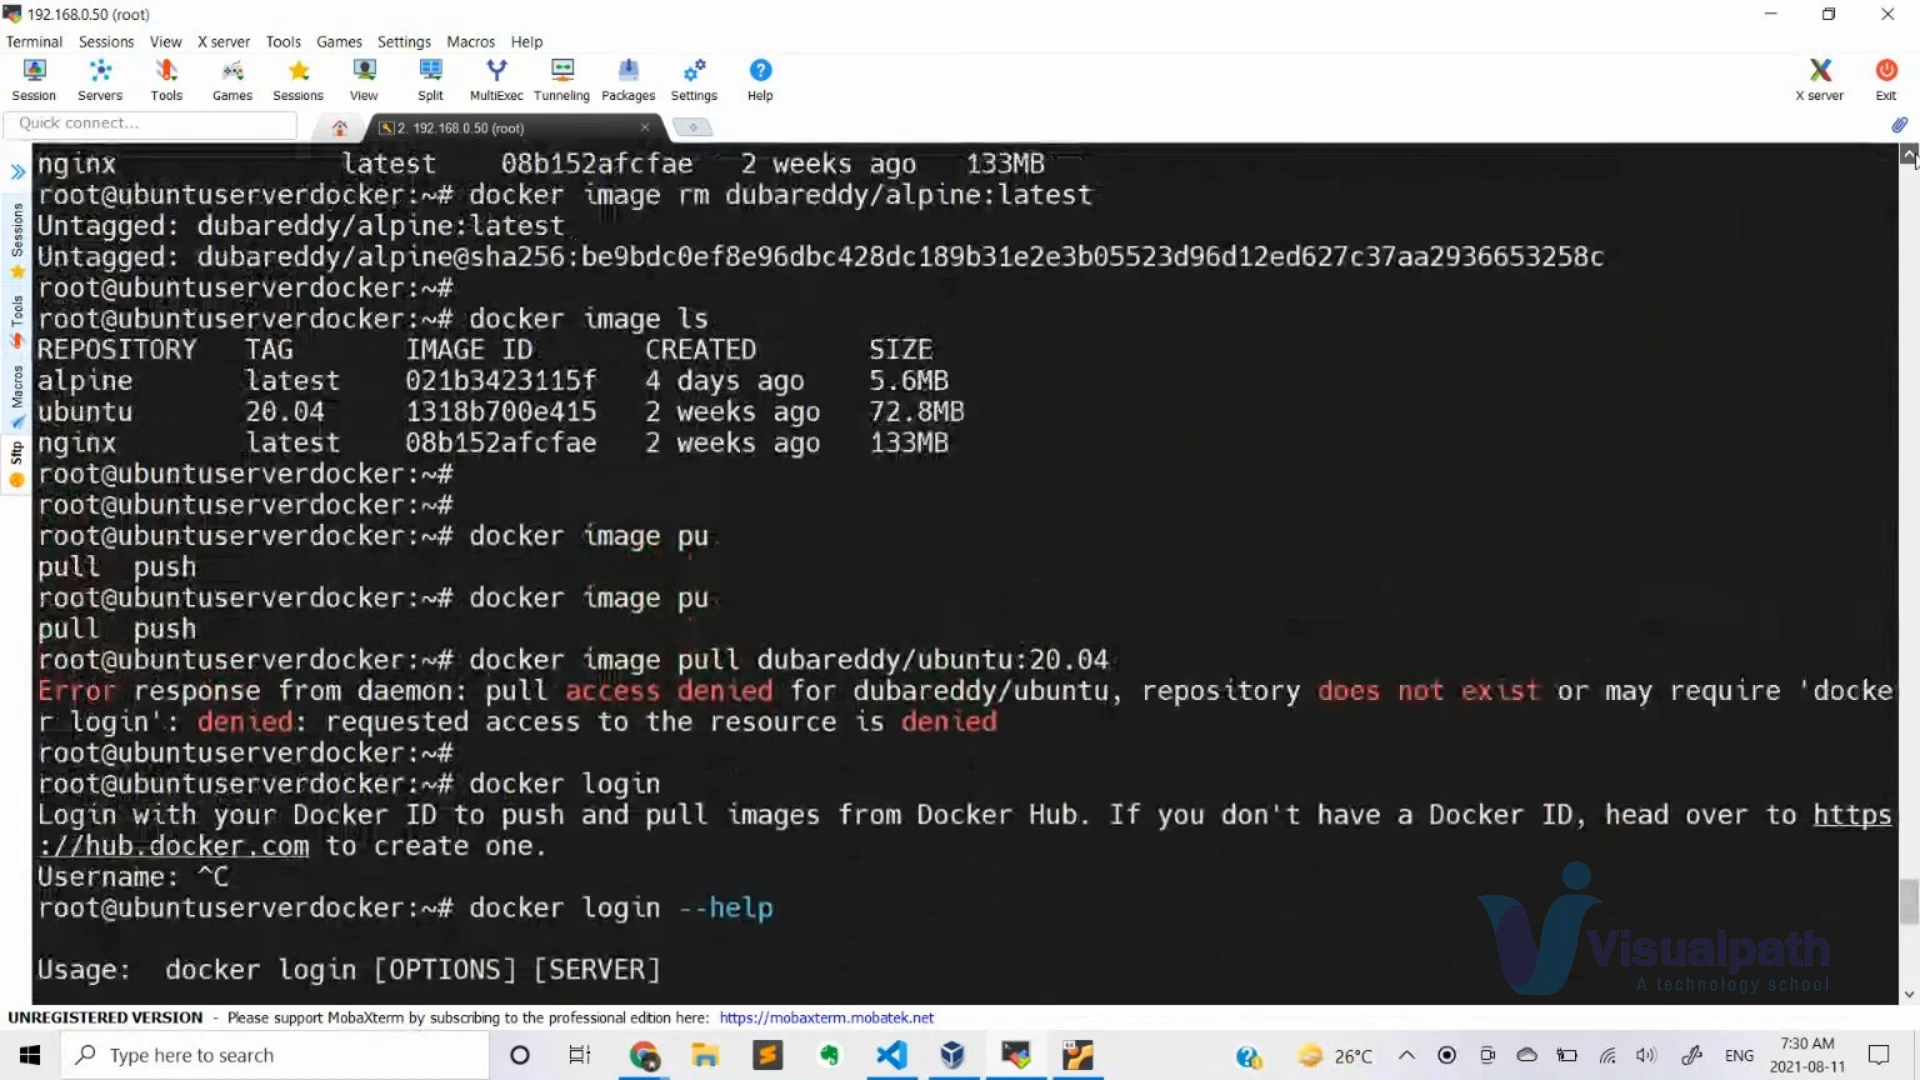 192.168.0.50 (root)
Terminal Sessions View X server Tools Games Settings Macros Help
Session Servers Tools Games Sessions View Split MultiExec Tunneling Packages Settings Help X server Exit
Quick connect...
2. 192.168.0.50 (root)
Sessions
Tools
Macros
Sftp
nginx latest 08b152afcfae 2 weeks ago 133MB
root@ubuntuserverdocker:~# docker image rm dubareddy/alpine:latest
Untagged: dubareddy/alpine:latest
Untagged: dubareddy/alpine@sha256:be9bdc0ef8e96dbc428dc189b31e2e3b05523d96d12ed627c37aa2936653258c
root@ubuntuserverdocker:~#
root@ubuntuserverdocker:~# docker image ls
REPOSITORY TAG IMAGE ID CREATED SIZE
alpine latest 021b3423115f 4 days ago 5.6MB
ubuntu 20.04 1318b700e415 2 weeks ago 72.8MB
nginx latest 08b152afcfae 2 weeks ago 133MB
root@ubuntuserverdocker:~#
root@ubuntuserverdocker:~#
root@ubuntuserverdocker:~# docker image pu
pull push
root@ubuntuserverdocker:~# docker image pu
pull push
root@ubuntuserverdocker:~# docker image pull dubareddy/ubuntu:20.04
Error response from daemon: pull access denied for dubareddy/ubuntu, repository does not exist or may require 'docke
r login': denied: requested access to the resource is denied
root@ubuntuserverdocker:~#
root@ubuntuserverdocker:~# docker login
Login with your Docker ID to push and pull images from Docker Hub. If you don't have a Docker ID, head over to https
://hub.docker.com to create one.
Username: ^C
root@ubuntuserverdocker:~# docker login --help
Usage: docker login [OPTIONS] [SERVER]
Visualpath
A technology school
UNREGISTERED VERSION - Please support MobaXterm by subscribing to the professional edition here: https://mobaxterm.mobatek.net
Type here to search
26°C
ENG
7:30 AM
2021-08-11